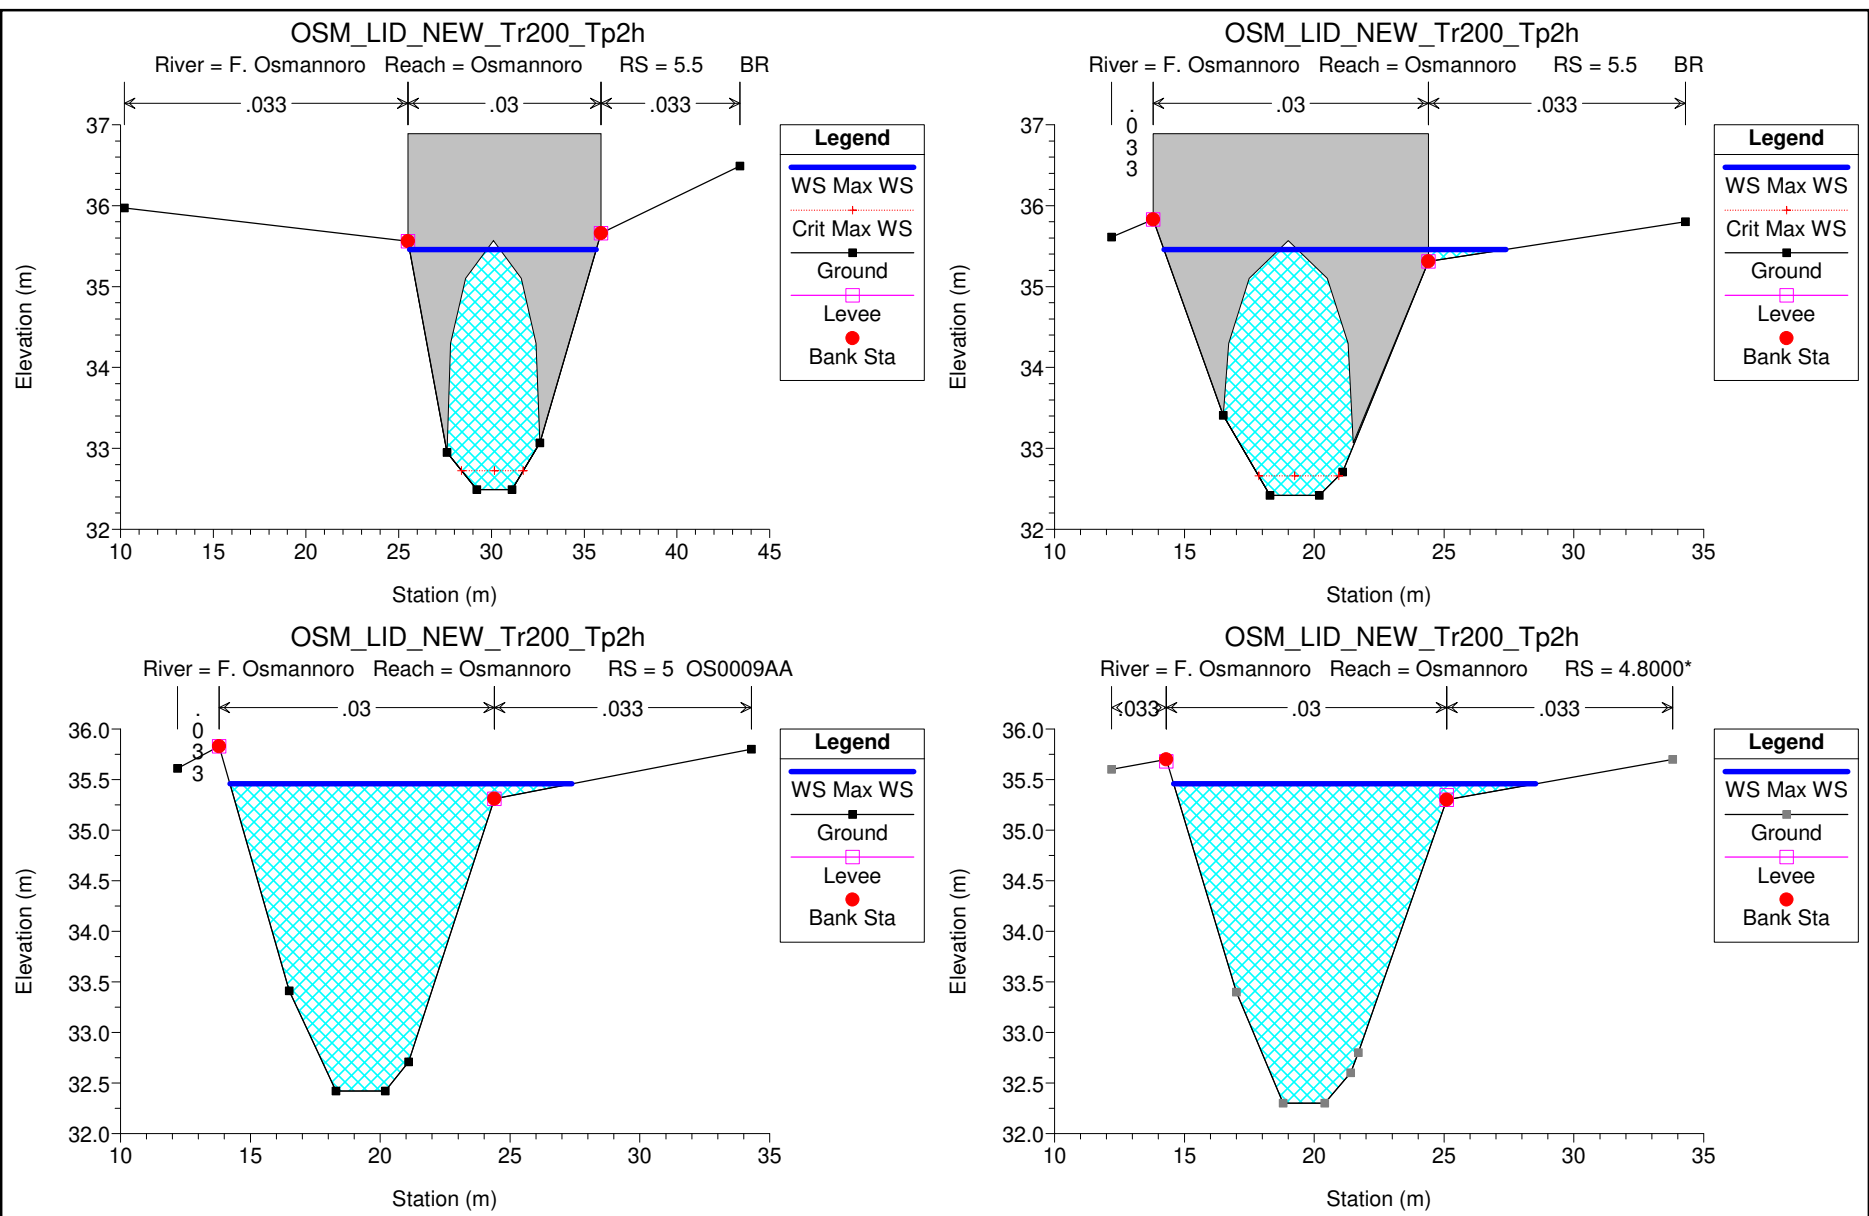 OSM_LID_NEW_Tr200_Tp2h
River = F. Osmannoro Reach = Osmannoro RS = 5.5 BR
.033 .03 .033
37
36
35
34
33
32
10 15 20 25 30 35 40 45
Elevation (m)
Station (m)
Legend
WS Max WS
Crit Max WS
Ground
Levee
Bank Sta
OSM_LID_NEW_Tr200_Tp2h
River = F. Osmannoro Reach = Osmannoro RS = 5.5 BR
.033 .03 .033
37
36
35
34
33
32
10 15 20 25 30 35
Elevation (m)
Station (m)
Legend
WS Max WS
Crit Max WS
Ground
Levee
Bank Sta
OSM_LID_NEW_Tr200_Tp2h
River = F. Osmannoro Reach = Osmannoro RS = 5 OS0009AA
.033 .03 .033
36.0
35.5
35.0
34.5
34.0
33.5
33.0
32.5
32.0
10 15 20 25 30 35
Elevation (m)
Station (m)
Legend
WS Max WS
Ground
Levee
Bank Sta
OSM_LID_NEW_Tr200_Tp2h
River = F. Osmannoro Reach = Osmannoro RS = 4.8000*
.033 .03 .033
36.0
35.5
35.0
34.5
34.0
33.5
33.0
32.5
32.0
10 15 20 25 30 35
Elevation (m)
Station (m)
Legend
WS Max WS
Ground
Levee
Bank Sta